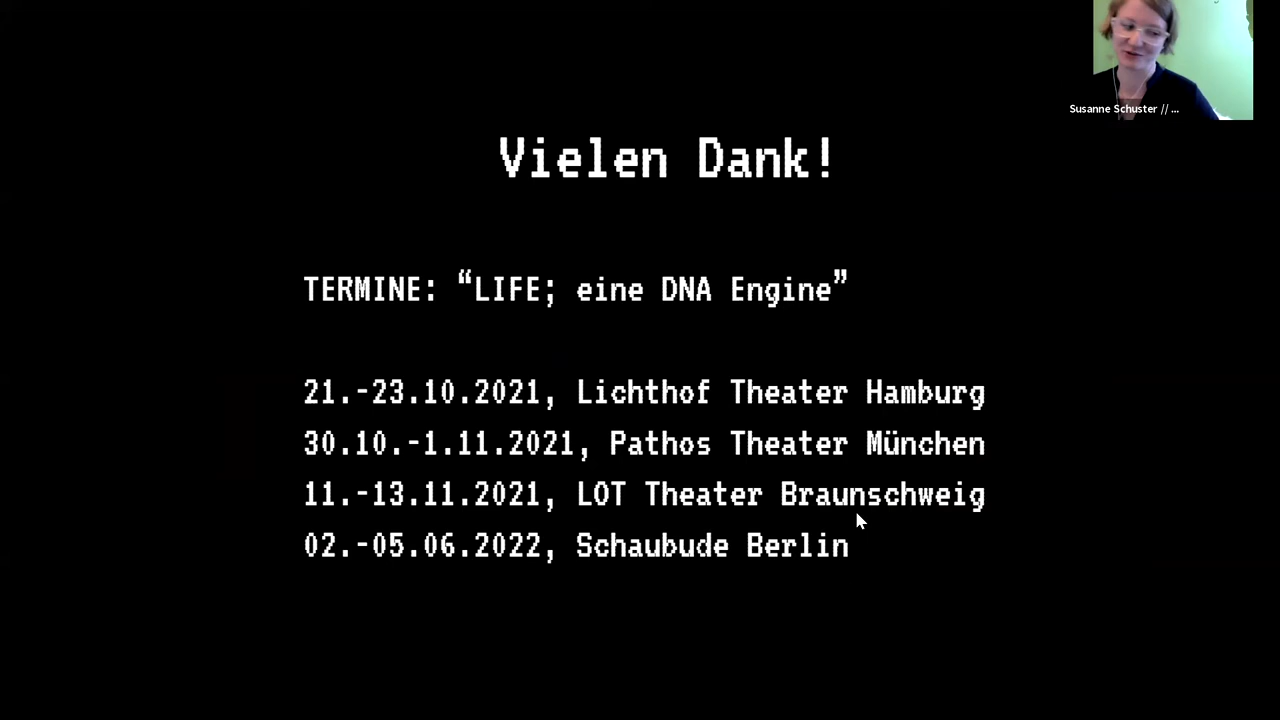 Susanne Schuster // ...
Vielen Dank!
TERMINE: “LIFE; eine DNA Engine”
21.-23.10.2021, Lichthof Theater Hamburg
30.10.-1.11.2021, Pathos Theater München
11.-13.11.2021, LOT Theater Braunschweig
02.-05.06.2022, Schaubude Berlin